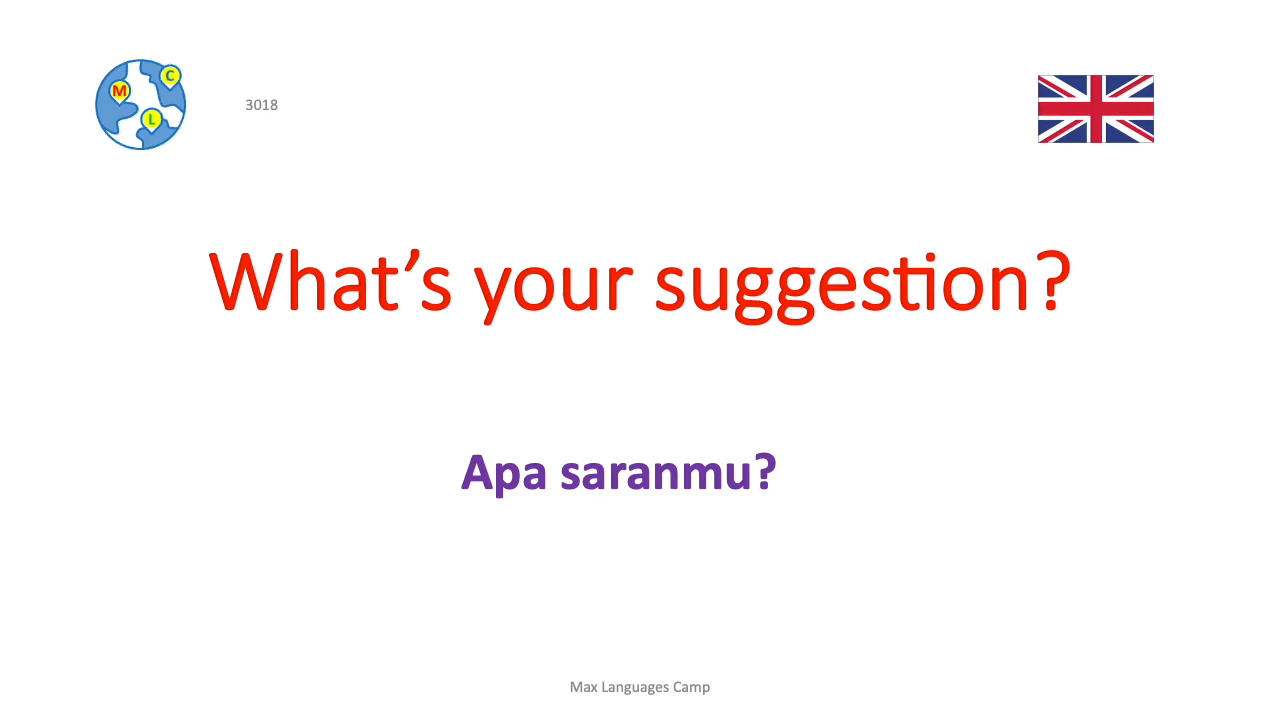 M
C
L
3018
What’s your suggestion?
Apa saranmu?
Max Languages Camp